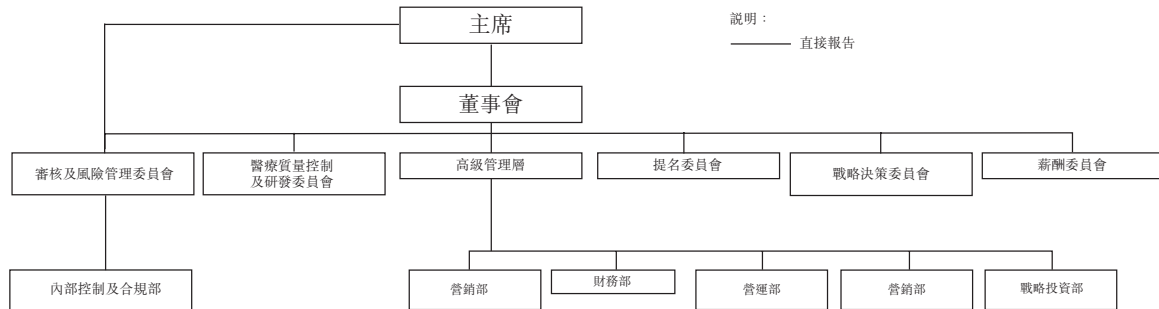 主席
說明：
直接報告
董事會
審核及風險管理委員會
醫療質量控制
及研發委員會
高級管理層
提名委員會
戰略決策委員會
薪酬委員會
內部控制及合規部
營銷部
財務部
營運部
營銷部
戰略投資部